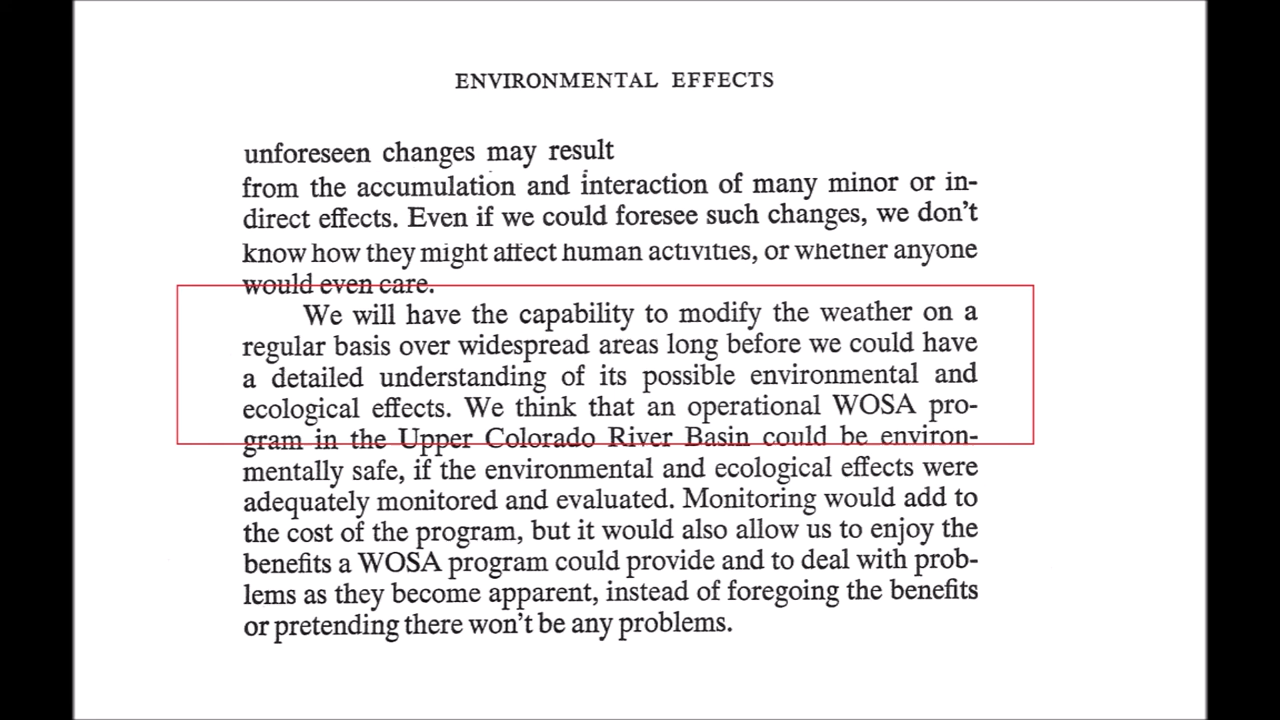 ENVIRONMENTAL EFFECTS
unforeseen changes may result
from the accumulation and interaction of many minor or in-
direct effects. Even if we could foresee such changes, we don't
know how they might affect human activities, or whether anyone
would even care.
We will have the capability to modify the weather on a
regular basis over widespread areas long before we could have
a detailed understanding of its possible environmental and
ecological effects. We think that an operational WOSA pro-
gram in the Upper Colorado River Basin could be environ-
mentally safe, if the environmental and ecological effects were
adequately monitored and evaluated. Monitoring would add to
the cost of the program, but it would also allow us to enjoy the
benefits a WOSA program could provide and to deal with prob-
lems as they become apparent, instead of foregoing the benefits
or pretending there won't be any problems.